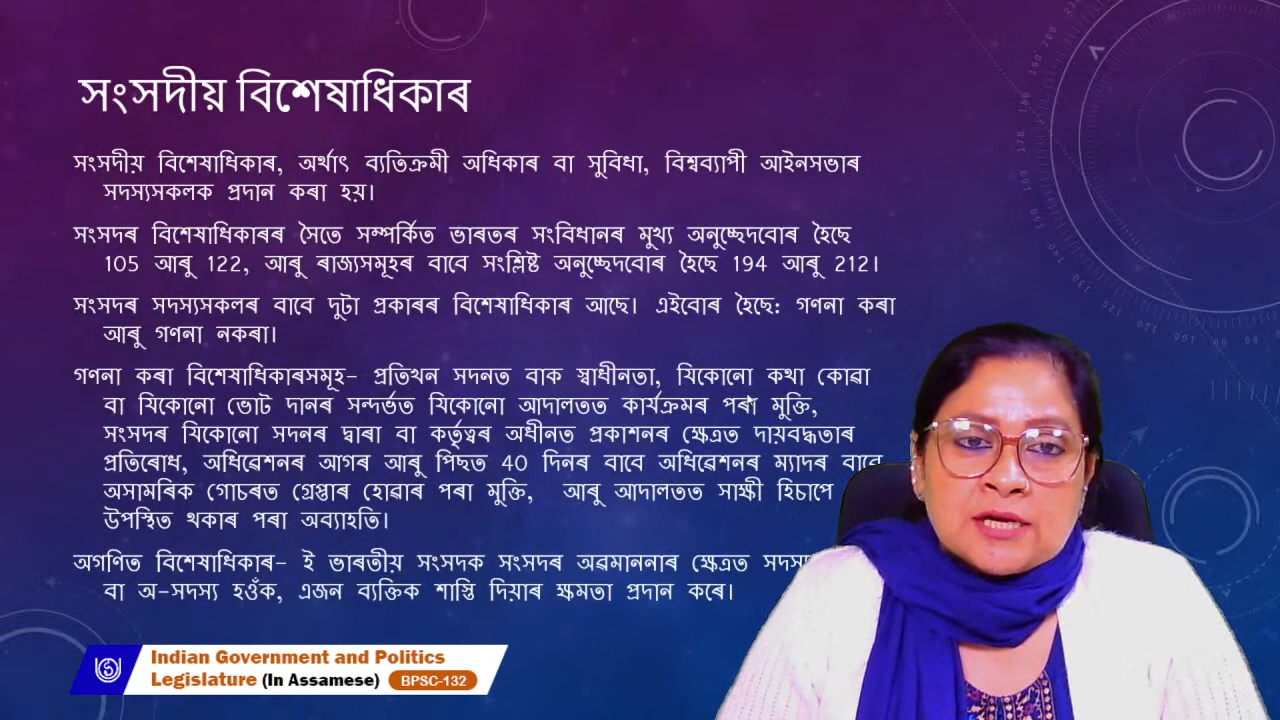 সংসদীয় বিশেষাধিকাৰ
সংসদীয় বিশেষাধিকাৰ, অৰ্থাৎ ব্যতিক্ৰমী অধিকাৰ বা সুবিধা, বিশ্বব্যাপী আইনসভাৰ
সদস্যসকলক প্ৰদান কৰা হয়।
সংসদৰ বিশেষাধিকাৰৰ সৈতে সম্পৰ্কিত ভাৰতৰ সংবিধানৰ মুখ্য অনুচ্ছেদবোৰ হৈছে
105 আৰু 122, আৰু ৰাজ্যসমূহৰ বাবে সংশ্লিষ্ট অনুচ্ছেদবোৰ হৈছে 194 আৰু 212।
সংসদৰ সদস্যসকলৰ বাবে দুটা প্ৰকাৰৰ বিশেষাধিকাৰ আছে। এইবোৰ হৈছে: গণনা কৰা
আৰু গণনা নকৰা।
গণনা কৰা বিশেষাধিকাৰসমূহ- প্ৰতিখন সদনত বাক স্বাধীনতা, যিকোনো কথা কোৱা
বা যিকোনো ভোট দানৰ সন্দৰ্ভত যিকোনো আদালতত কাৰ্যক্ৰমৰ পৰা মুক্তি,
সংসদৰ যিকোনো সদনৰ দ্বাৰা বা কৰ্তৃত্বৰ অধীনত প্ৰকাশনৰ ক্ষেত্ৰত দায়বদ্ধতাৰ
প্ৰতিৰোধ, অধিৱেশনৰ আগৰ আৰু পিছত 40 দিনৰ বাবে অধিৱেশনৰ ম্যাদৰ বাবে
অসামৰিক গোচৰত গ্ৰেপ্তাৰ হোৱাৰ পৰা মুক্তি, আৰু আদালতত সাক্ষী হিচাপে
উপস্থিত থকাৰ পৰা অব্যাহতি।
অগণিত বিশেষাধিকাৰ- ই ভাৰতীয় সংসদক সংসদৰ অৱমাননাৰ ক্ষেত্ৰত
বা অ-সদস্য হওঁক, এজন ব্যক্তিক শাস্তি দিয়াৰ ক্ষমতা প্ৰদান কৰে।
Indian Government and Politics
Legislature (In Assamese) BPSC-132